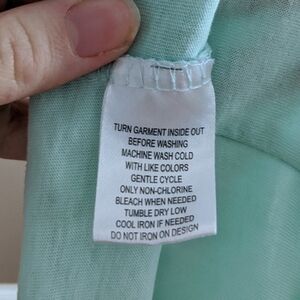 TURN GARMENT INSIDE OUT
BEFORE WASHING
MACHINE WASH COLD
WITH LIKE COLORS
GENTLE CYCLE
ONLY NON-CHLORINE
BLEACH WHEN NEEDED
TUMBLE DRY LOW
COOL IRON IF NEEDED
DO NOT IRON ON DESIGN